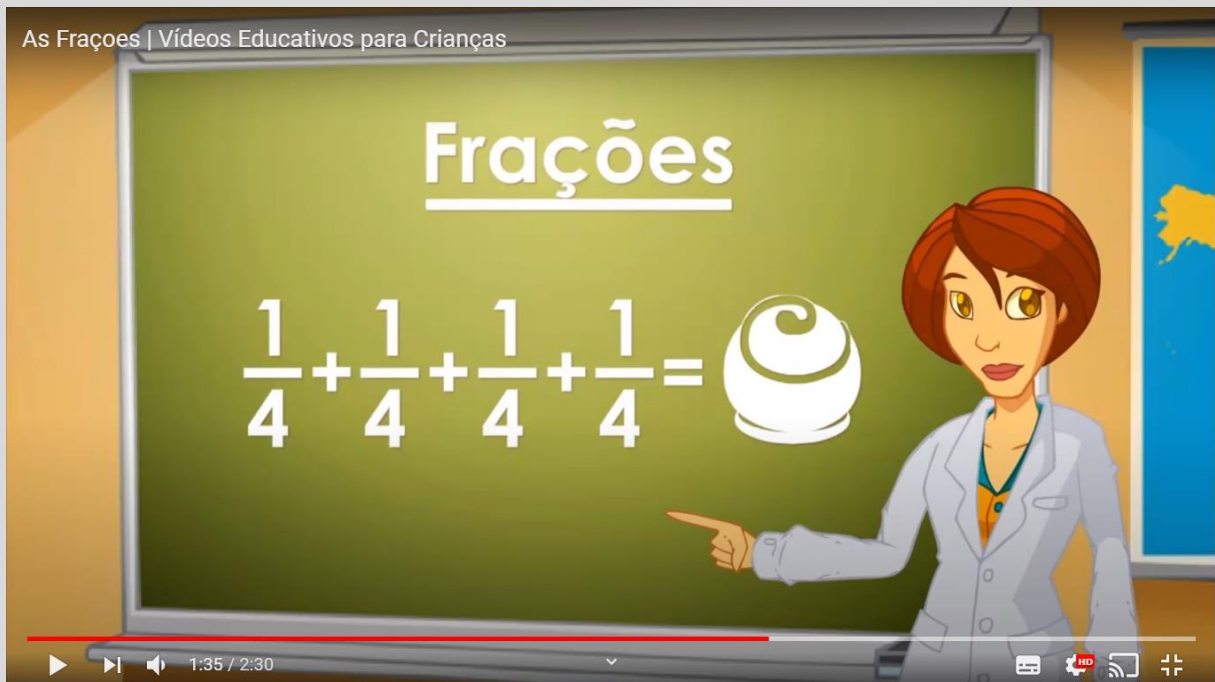 As Fraçoes | Vídeos Educativos para Crianças
Frações
1/4 + 1/4 + 1/4 + 1/4 =
1:35 / 2:30
HD